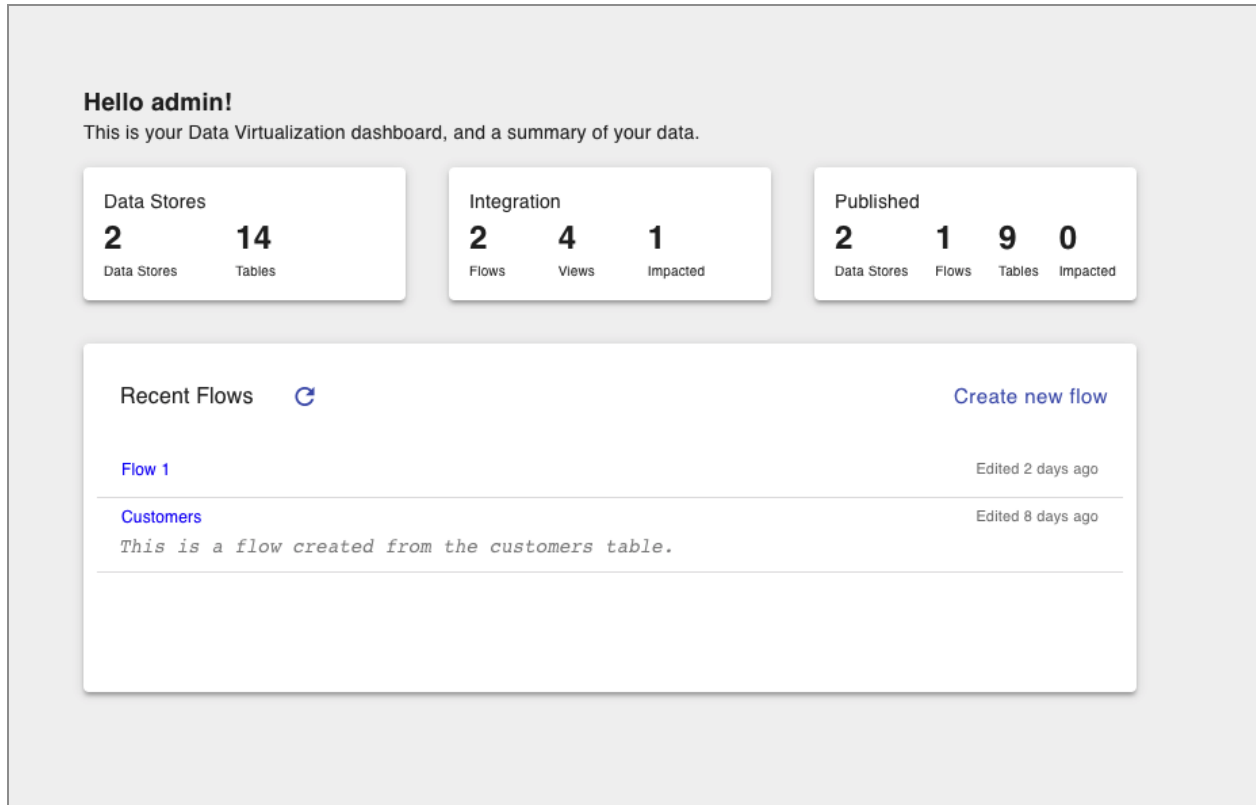 Hello admin!
This is your Data Virtualization dashboard, and a summary of your data.
Data Stores
2 14
Data Stores Tables
Integration
2 4 1
Flows Views Impacted
Published
2 1 9 0
Data Stores Flows Tables Impacted
Recent Flows Create new flow
Flow 1 Edited 2 days ago
Customers Edited 8 days ago
This is a flow created from the customers table.